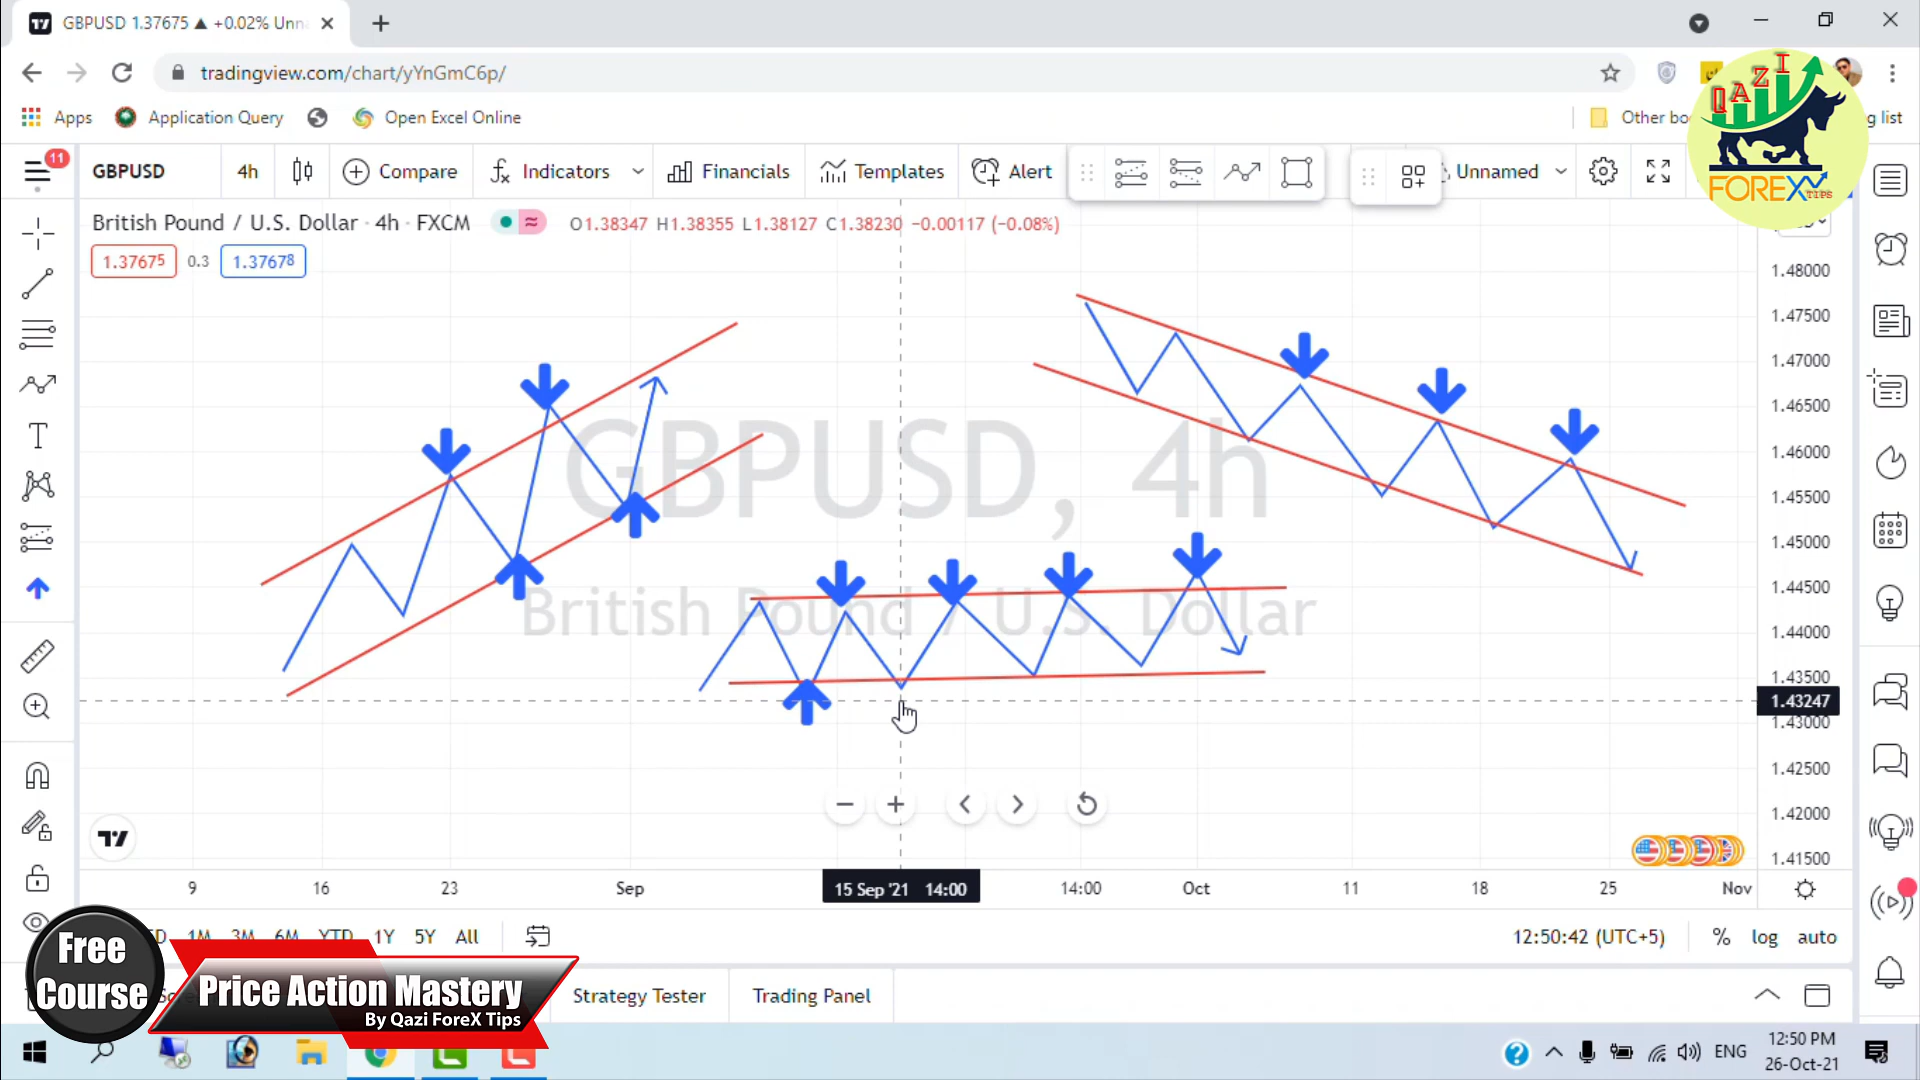 GBPUSD 1.37675 ▲ +0.02% Unn
tradingview.com/chart/yYnGmC6p/
Apps Application Query Open Excel Online Other bo g list
QAZI
FOREX TIPS
11
GBPUSD 4h Compare Indicators Financials Templates Alert Unnamed
British Pound / U.S. Dollar · 4h · FXCM O1.38347 H1.38355 L1.38127 C1.38230 −0.00117 (−0.08%)
1.37675 0.3 1.37678
GBPUSD, 4h
British Pound / U.S. Dollar
1.48000
1.47500
1.47000
1.46500
1.46000
1.45500
1.45000
1.44500
1.44000
1.43500
1.43247
1.43000
1.42500
1.42000
1.41500
9 16 23 Sep 15 Sep '21 14:00 14:00 Oct 11 18 25 Nov
D 1M 3M 6M YTD 1Y 5Y All 12:50:42 (UTC+5) % log auto
Strategy Tester Trading Panel
Free
Course
Price Action Mastery
By Qazi ForeX Tips
ENG
12:50 PM
26-Oct-21